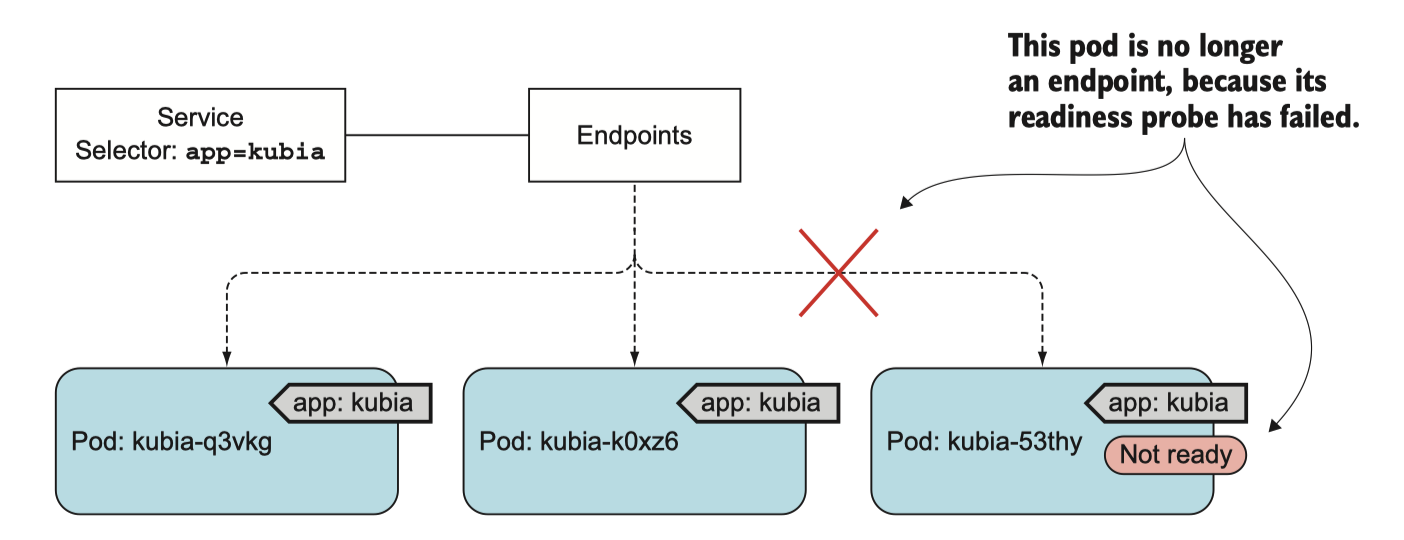 This pod is no longer
an endpoint, because its
readiness probe has failed.
Service
Selector: app=kubia
Endpoints
app: kubia
Pod: kubia-q3vkg
app: kubia
Pod: kubia-k0xz6
app: kubia
Pod: kubia-53thy
Not ready